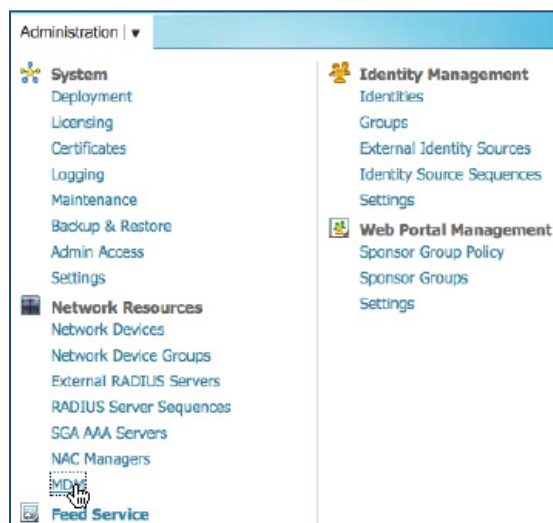 Administration | ▼
System
Deployment
Licensing
Certificates
Logging
Maintenance
Backup & Restore
Admin Access
Settings
Network Resources
Network Devices
Network Device Groups
External RADIUS Servers
RADIUS Server Sequences
SGA AAA Servers
NAC Managers
MDM
Feed Service
Identity Management
Identities
Groups
External Identity Sources
Identity Source Sequences
Settings
Web Portal Management
Sponsor Group Policy
Sponsor Groups
Settings